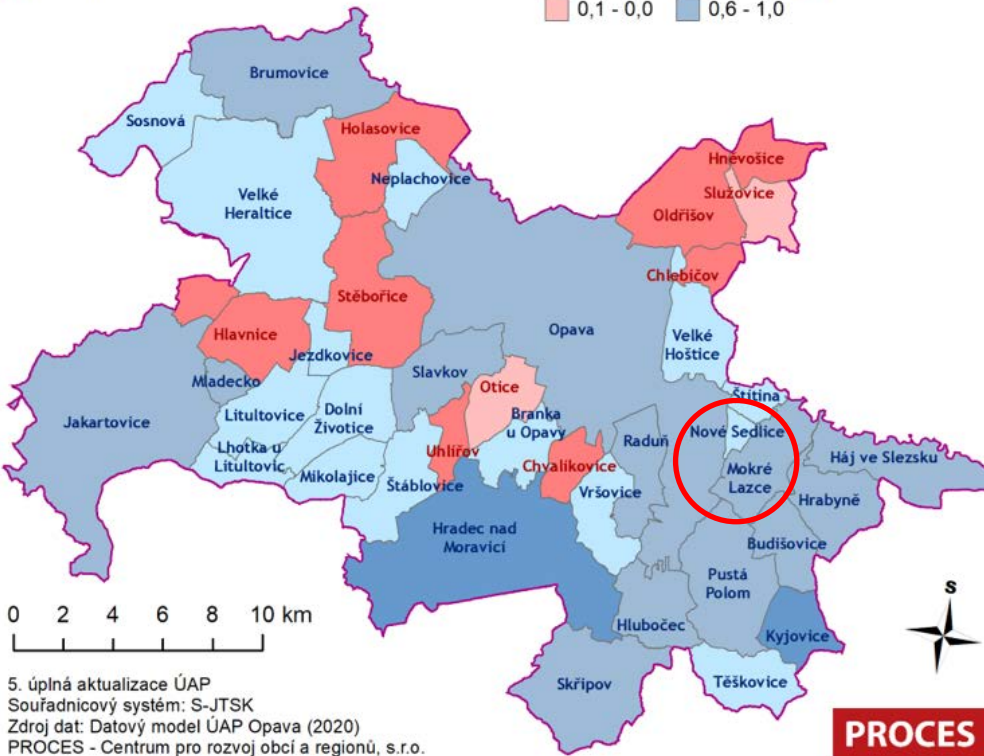 0,1 - 0,0
0,6 - 1,0
Brumovice
Sosnová
Holasovice
Neplachovice
Velké
Heraltice
Hněvošice
Služovice
Oldřišov
Chlebičov
Stěbořice
Hlavnice
Jezdkovice
Opava
Velké
Hoštice
Slavkov
Mladecko
Jakartovice
Litultovice
Dolní
Životice
Otice
Branka
u Opavy
Štítina
Nové Sedlice
Raduň
Lhotka u
Litultovic
Mikolajice
Uhlířov
Štáblovice
Chvalíkovice
Vršovice
Mokré
Lazce
Háj ve Slezsku
Hrabyně
Hradec nad
Moravicí
Budišovice
Pustá
Polom
Hlubočec
Kyjovice
Skřipov
Těškovice
S
0 2 4 6 8 10 km
5. úplná aktualizace ÚAP
Souřadnicový systém: S-JTSK
Zdroj dat: Datový model ÚAP Opava (2020)
PROCES - Centrum pro rozvoj obcí a regionů, s.r.o.
PROCES